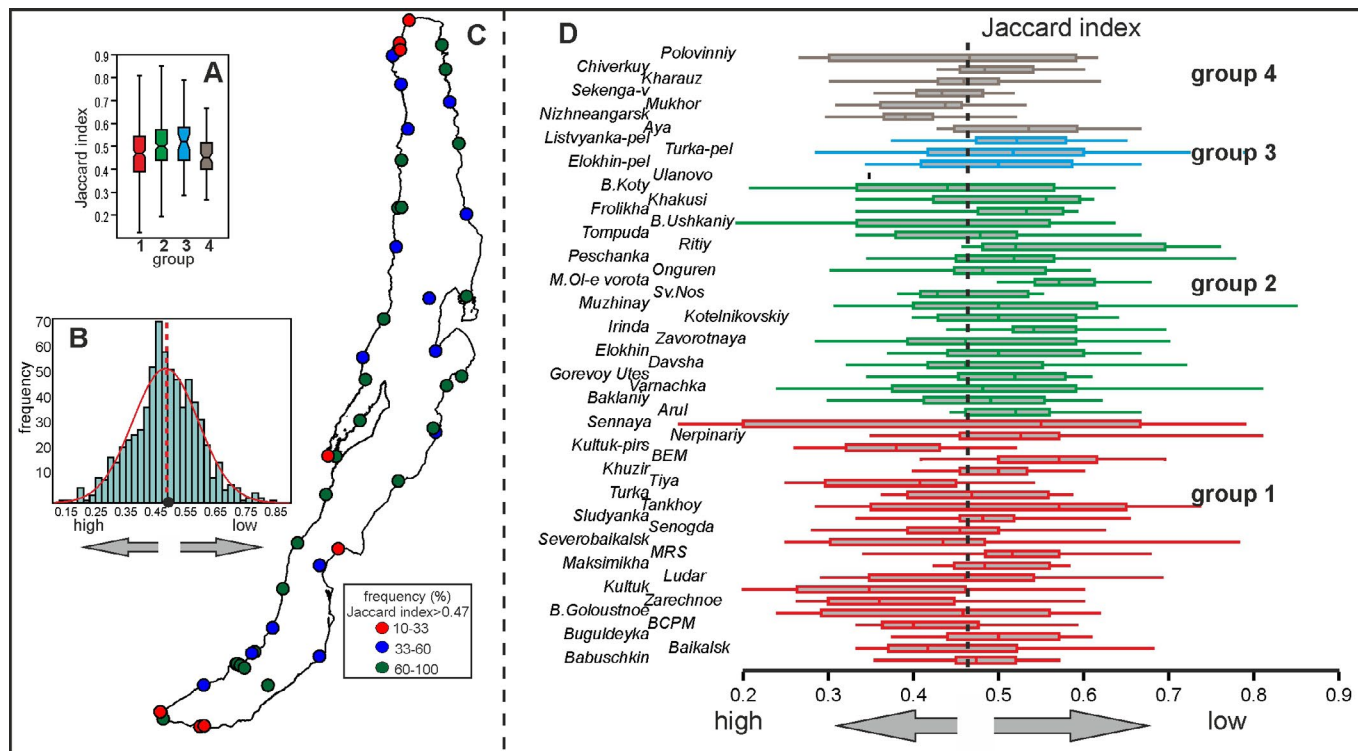 A
Jaccard index
0.9
0.8
0.7
0.6
0.5
0.4
0.3
0.2
1 2 3 4
group
B
frequency
70
60
50
40
30
20
10
0.15 0.25 0.35 0.45 0.55 0.65 0.75 0.85
high low
C
frequency (%)
Jaccard index>0.47
10-33
33-60
60-100
D
Jaccard index
Polovinniy
Chiverkuy
Kharauz
Sekenga-v
Mukhor
Nizhneangarsk
Aya
Listvyanka-pel
Turka-pel
Elokhin-pel
Ulanovo
B.Koty
Khakusi
Frolikha
B.Ushkaniy
Tompuda
Ritiy
Peschanka
Onguren
M.Ol-e vorota
Sv.Nos
Muzhinay
Kotelnikovskiy
Irinda
Zavorotnaya
Elokhin
Davsha
Gorevoy Utes
Varnachka
Baklaniy
Arul
Sennaya
Nerpinariy
Kultuk-pirs
BEM
Khuzir
Tiya
Turka
Tankhoy
Sludyanka
Senogda
Severobaikalsk
MRS
Maksimikha
Ludar
Kultuk
Zarechnoe
B.Goloustnoe
BCPM
Buguldeyka
Baikalsk
Babuschkin
group 4
group 3
group 2
group 1
0.2 0.3 0.4 0.5 0.6 0.7 0.8 0.9
high low